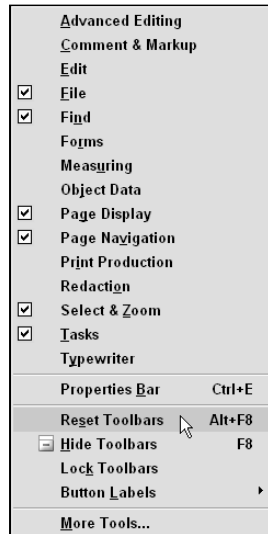 Advanced Editing
Comment & Markup
Edit
File
Find
Forms
Measuring
Object Data
Page Display
Page Navigation
Print Production
Redaction
Select & Zoom
Tasks
Typewriter
Properties Bar Ctrl+E
Reset Toolbars Alt+F8
Hide Toolbars F8
Lock Toolbars
Button Labels
More Tools...